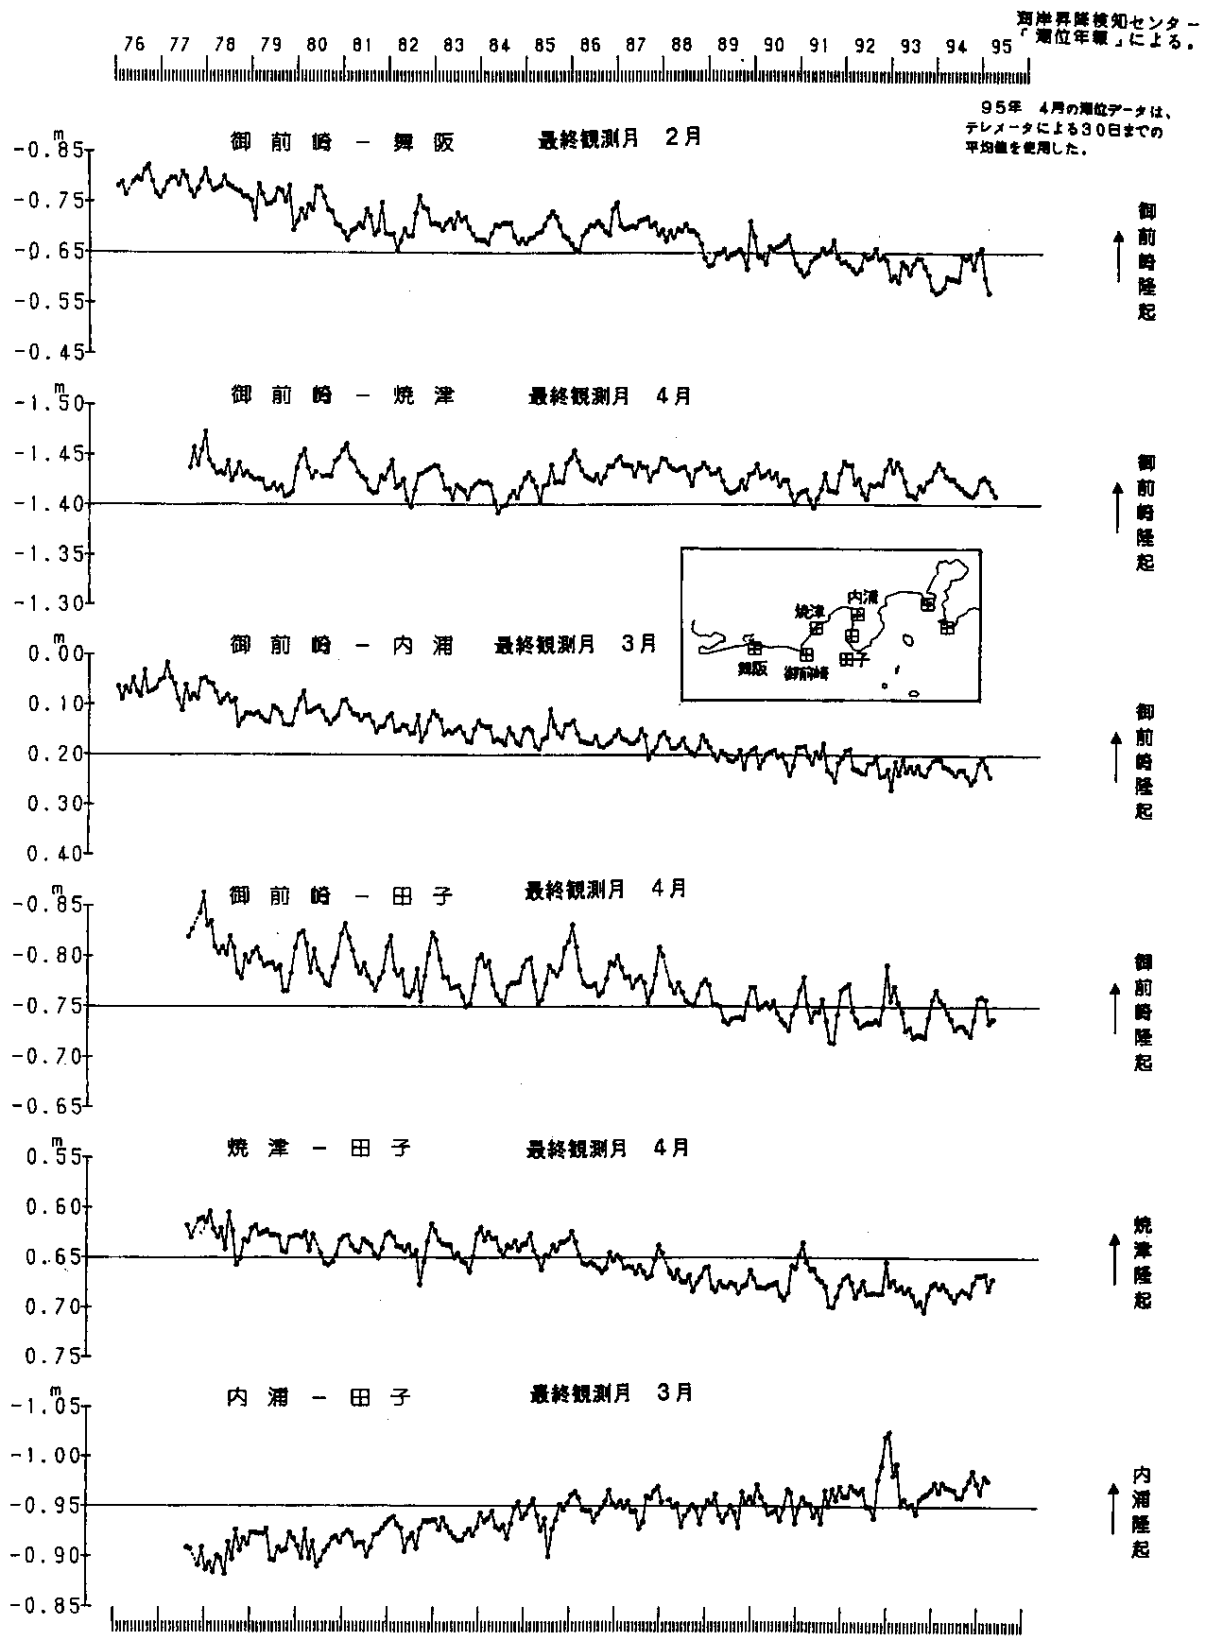 海岸昇降検知センター
「潮位年報」による。
76 77 78 79 80 81 82 83 84 85 86 87 88 89 90 91 92 93 94 95
95年 4月の潮位データは、
テレメータによる30日までの
平均値を使用した。
m
御前崎－舞阪 最終観測月 2月
-0.85
-0.75
-0.65
-0.55
-0.45
御前崎隆起
m
御前崎－焼津 最終観測月 4月
-1.50
-1.45
-1.40
-1.35
-1.30
御前崎隆起
焼津
内浦
舞阪
御前崎
田子
m
御前崎－内浦 最終観測月 3月
0.00
0.10
0.20
0.30
0.40
御前崎隆起
m
御前崎－田子 最終観測月 4月
-0.85
-0.80
-0.75
-0.70
-0.65
御前崎隆起
m
焼津－田子 最終観測月 4月
0.55
0.60
0.65
0.70
0.75
焼津隆起
m
内浦－田子 最終観測月 3月
-1.05
-1.00
-0.95
-0.90
-0.85
内浦隆起